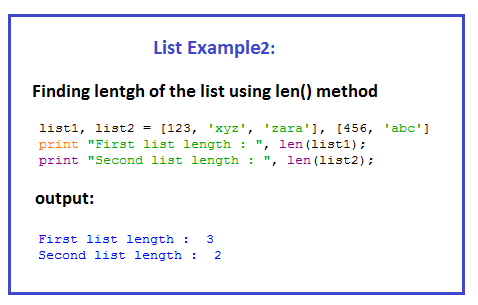 List Example2:
Finding lentgh of the list using len() method
list1, list2 = [123, 'xyz', 'zara'], [456, 'abc']
print "First list length : ", len(list1);
print "Second list length : ", len(list2);
output:
First list length :  3
Second list length :  2